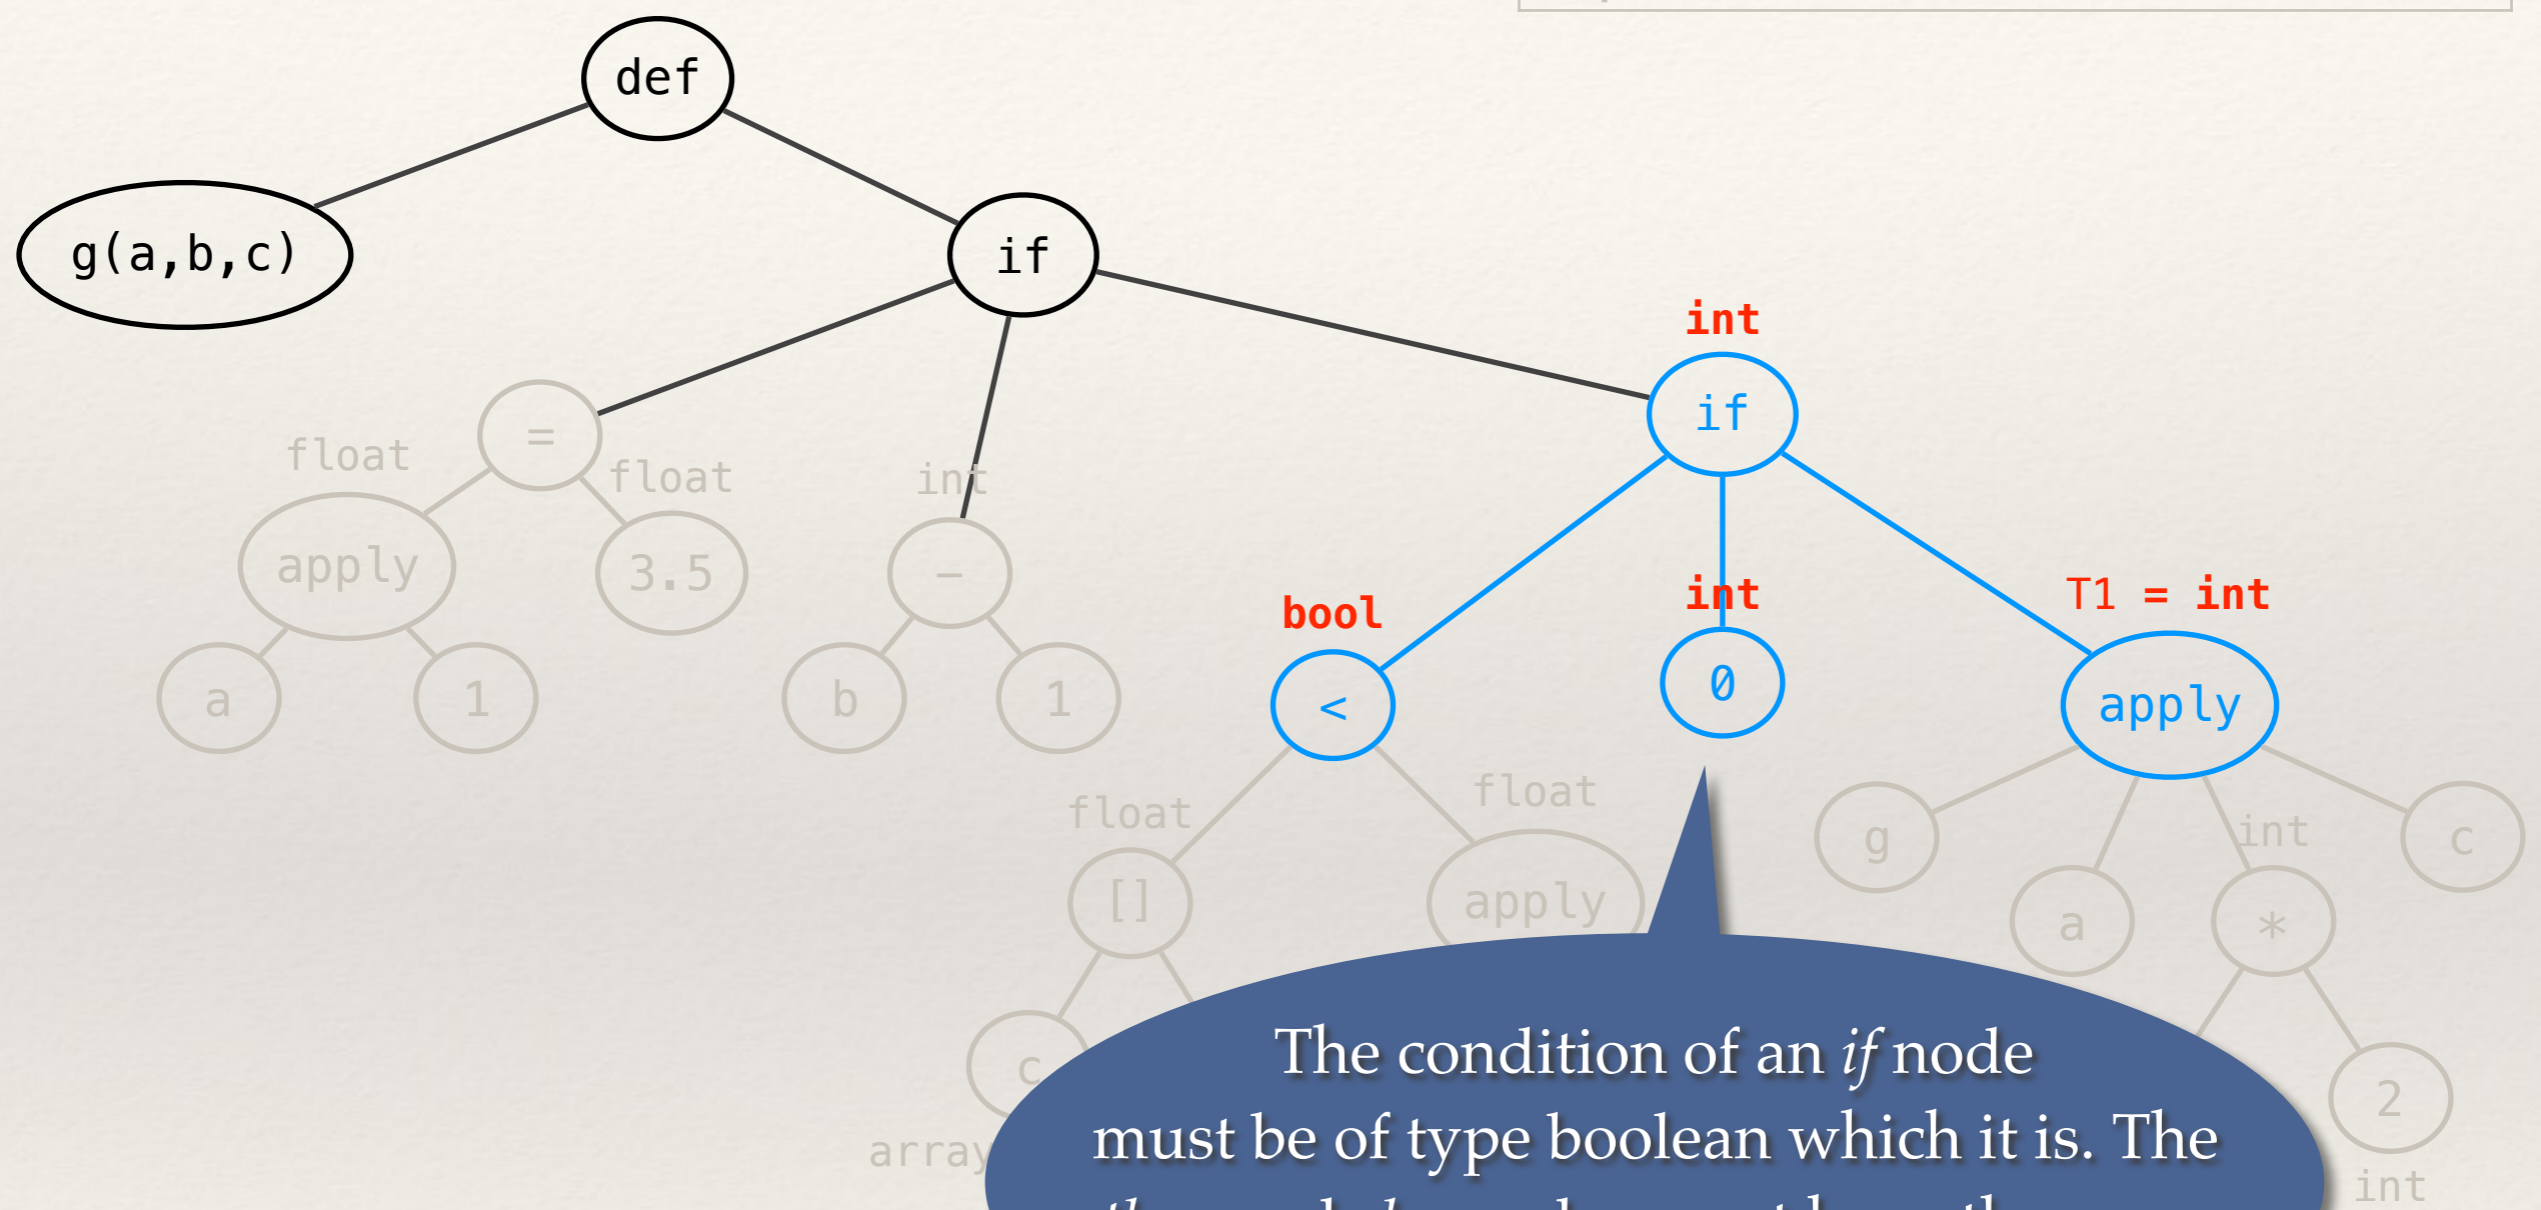 def
g(a,b,c)
if
int
if
float
=
float
int
apply
3.5
−
bool
int
T1 = int
a
1
b
1
<
0
apply
float
float
g
int
c
[]
apply
a
*
c
2
array
int
The condition of an if node
must be of type boolean which it is. The